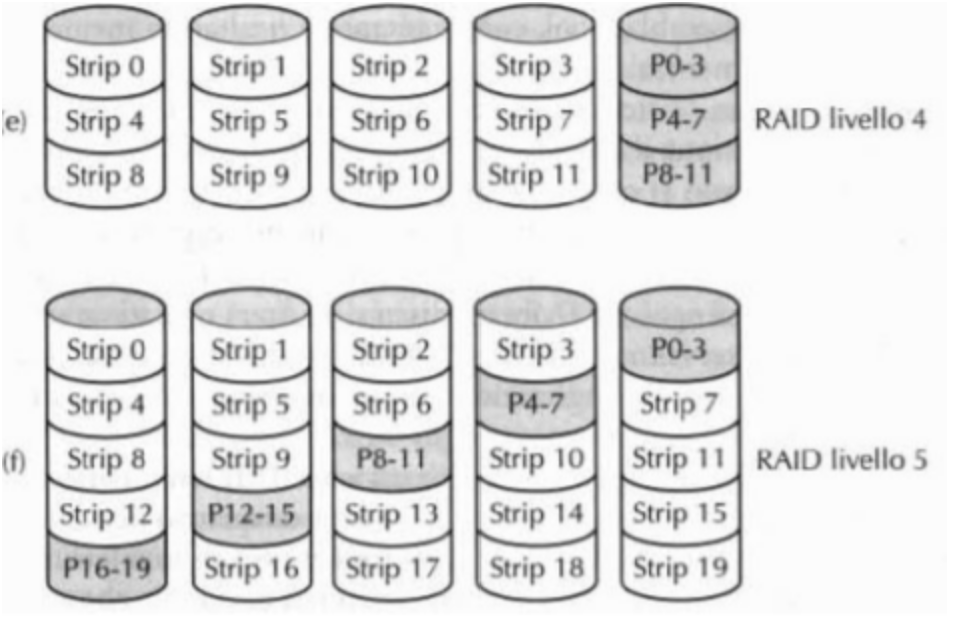 Strip 0 Strip 1 Strip 2 Strip 3 P0-3
(e) Strip 4 Strip 5 Strip 6 Strip 7 P4-7 RAID livello 4
Strip 8 Strip 9 Strip 10 Strip 11 P8-11
Strip 0 Strip 1 Strip 2 Strip 3 P0-3
Strip 4 Strip 5 Strip 6 P4-7 Strip 7
(f) Strip 8 Strip 9 P8-11 Strip 10 Strip 11 RAID livello 5
Strip 12 P12-15 Strip 13 Strip 14 Strip 15
P16-19 Strip 16 Strip 17 Strip 18 Strip 19